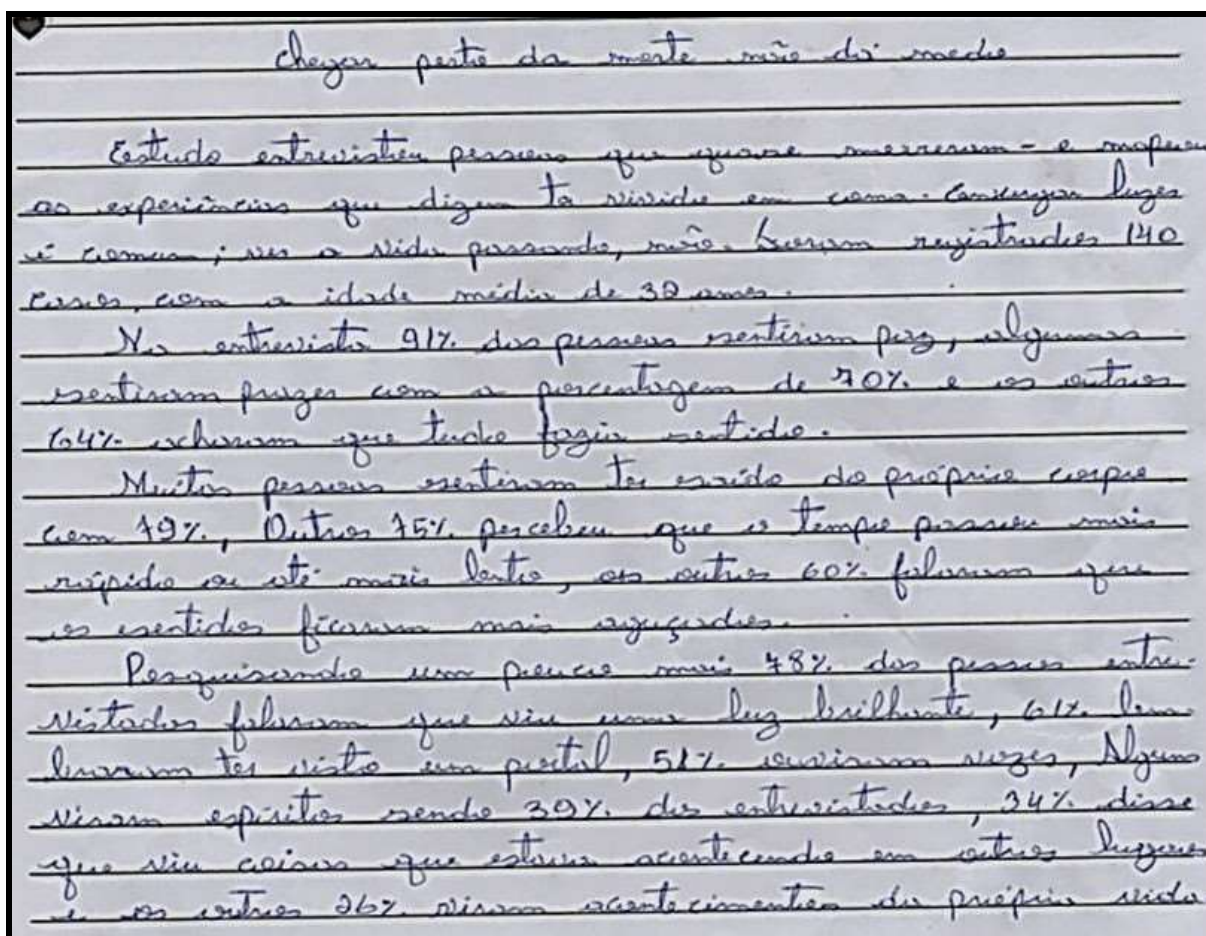 Chegar perto da morte não dá medo
Estudo entrevistou pessoas que quase morreram - e mapeou
as experiências que dizem ter vivido em coma. Enxergar luzes
é comum; ver a vida passando, não. Foram registrados 140
casos, com a idade média de 32 anos.
Na entrevista 91% das pessoas sentiram paz, algumas
sentiram prazer com a porcentagem de 70% e os outros
64% acharam que tudo fazia sentido.
Muitas pessoas sentiram ter saído do próprio corpo
com 79%, Outros 75% percebeu que o tempo passou mais
rápido ou até mais lento, os outros 60% falaram que
os sentidos ficaram mais aguçados.
Pesquisando um pouco mais 78% das pessoas entre-
vistadas falaram que viu uma luz brilhante, 61% lem
braram ter visto um portal, 51% ouviram vozes, Alguns
viram espíritos sendo 39% dos entrevistados, 34% disse
que viu coisas que estava acontecendo em outros luggares
e os outros 26% viram acontecimentos da própria vida